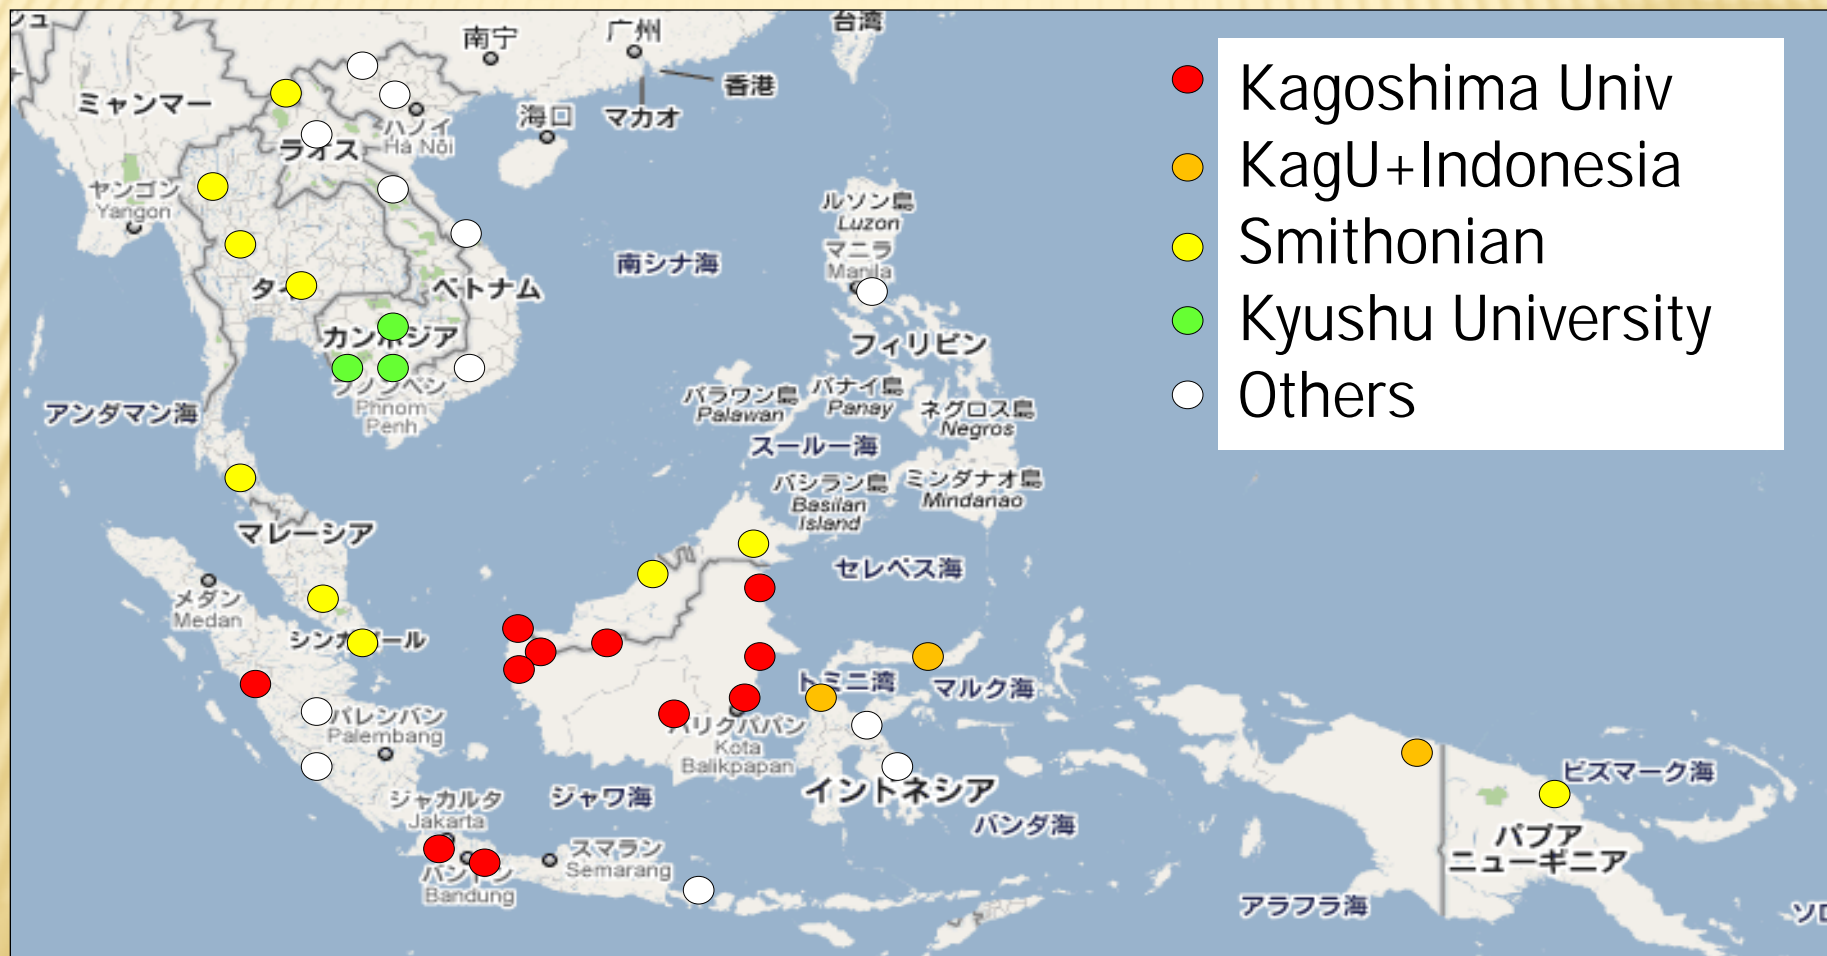 シュ
南宁
广州
台湾
香港
マカオ
海口
ミャンマー
ハノイ
Hà Nội
ラオス
ヤンゴン
Yangon
ルソン島
Luzon
マニラ
Manila
南シナ海
タイ
ベトナム
カンボジア
プノンペン
Phnom
Penh
フィリピン
アンダマン海
パラワン島
Palawan
パナイ島
Panay
ネグロス島
Negros
スールー海
バシラン島
Basilan
Island
ミンダナオ島
Mindanao
マレーシア
セレベス海
メダン
Medan
シンガポール
トミニ湾
マルク海
パレンバン
Palembang
バリクパパン
Kota
Balikpapan
インドネシア
ビズマーク海
ジャカルタ
Jakarta
ジャワ海
バンダ海
パプア
ニューギニア
スマラン
Semarang
バンドン
Bandung
アラフラ海
ソロ
Kagoshima Univ
KagU+Indonesia
Smithonian
Kyushu University
Others